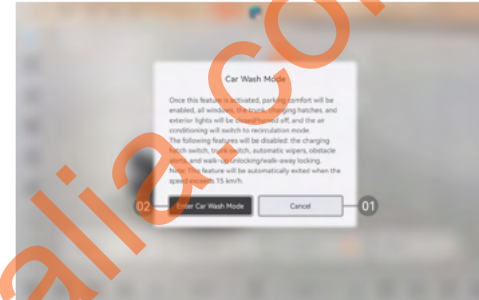 Car Wash Mode
Once this feature is activated, parking comfort will be
enabled, all windows, the trunk, charging hatches, and
exterior lights will be closed/turned off, and the air
conditioning will switch to recirculation mode.
The following features will be disabled: the charging
hatch switch, trunk switch, automatic wipers, obstacle
alerts, and walk-up unlocking/walk-away locking.
Note: This feature will be automatically exited when the
speed exceeds 15 km/h.
02 Enter Car Wash Mode Cancel 01
alia.co